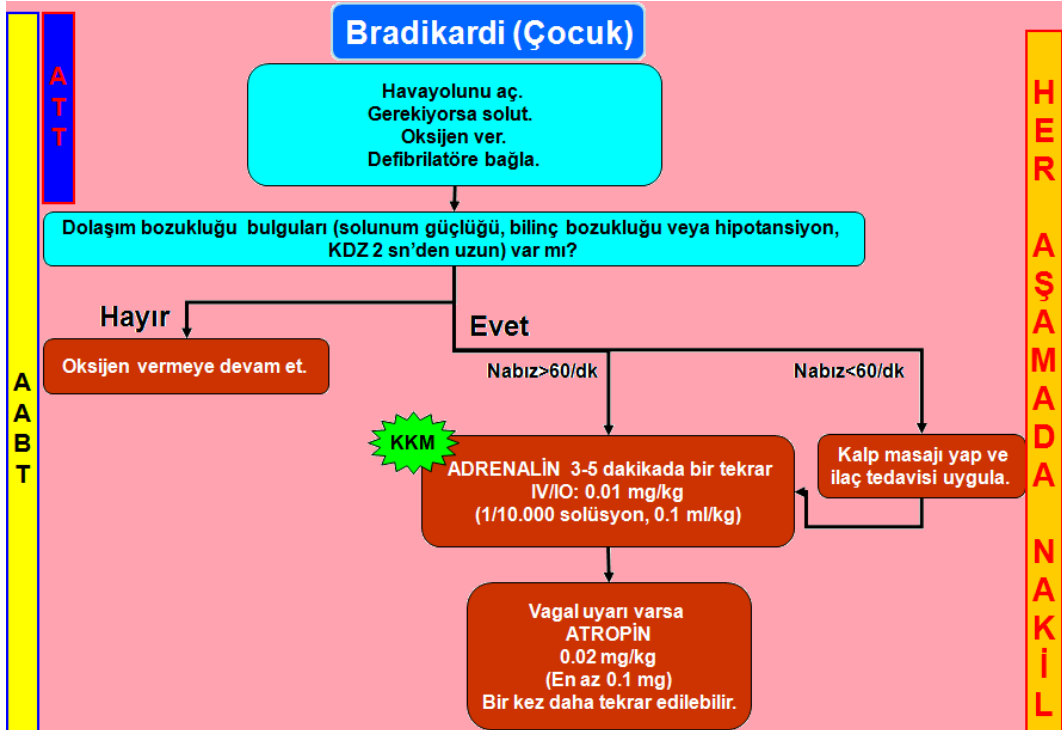 Bradikardi (Çocuk)
ATT
AABT
HER AŞAMADA NAKİL
Havayolunu aç.
Gerekiyorsa solut.
Oksijen ver.
Defibrilatöre bağla.
Dolaşım bozukluğu bulguları (solunum güçlüğü, bilinç bozukluğu veya hipotansiyon,
KDZ 2 sn’den uzun) var mı?
Hayır
Evet
Oksijen vermeye devam et.
Nabız>60/dk
Nabız<60/dk
KKM
ADRENALİN 3-5 dakikada bir tekrar
IV/IO: 0.01 mg/kg
(1/10.000 solüsyon, 0.1 ml/kg)
Kalp masajı yap ve
ilaç tedavisi uygula.
Vagal uyarı varsa
ATROPİN
0.02 mg/kg
(En az 0.1 mg)
Bir kez daha tekrar edilebilir.